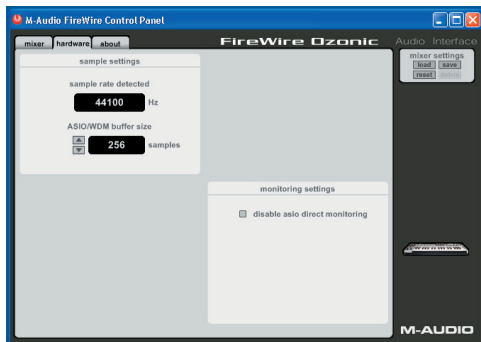 M-Audio FireWire Control Panel
mixer hardware about
FireWire Ozonic
Audio Interface
sample settings
sample rate detected
44100 Hz
ASIO/WDM buffer size
256 samples
mixer settings
load save
reset delete
monitoring settings
disable asio direct monitoring
M-AUDIO